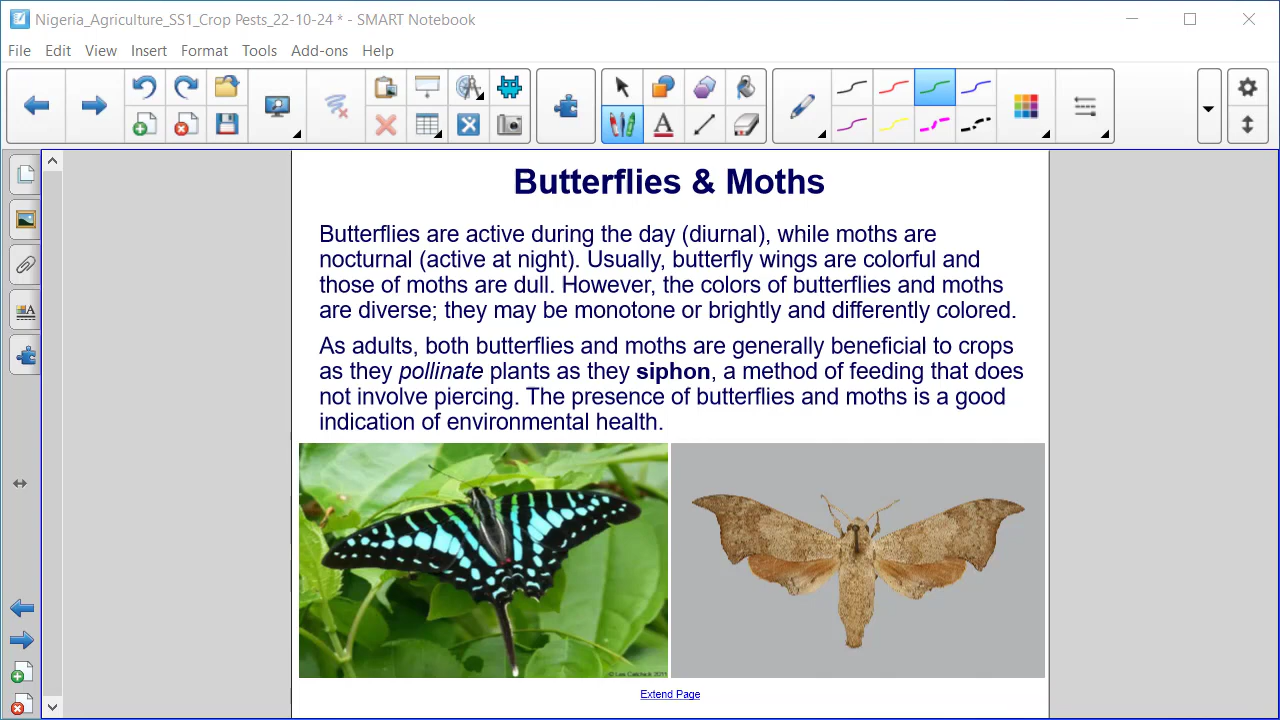 Nigeria_Agriculture_SS1_Crop Pests_22-10-24 * - SMART Notebook
File Edit View Insert Format Tools Add-ons Help
Butterflies & Moths
Butterflies are active during the day (diurnal), while moths are
nocturnal (active at night). Usually, butterfly wings are colorful and
those of moths are dull. However, the colors of butterflies and moths
are diverse; they may be monotone or brightly and differently colored.
As adults, both butterflies and moths are generally beneficial to crops
as they pollinate plants as they siphon, a method of feeding that does
not involve piercing. The presence of butterflies and moths is a good
indication of environmental health.
Extend Page